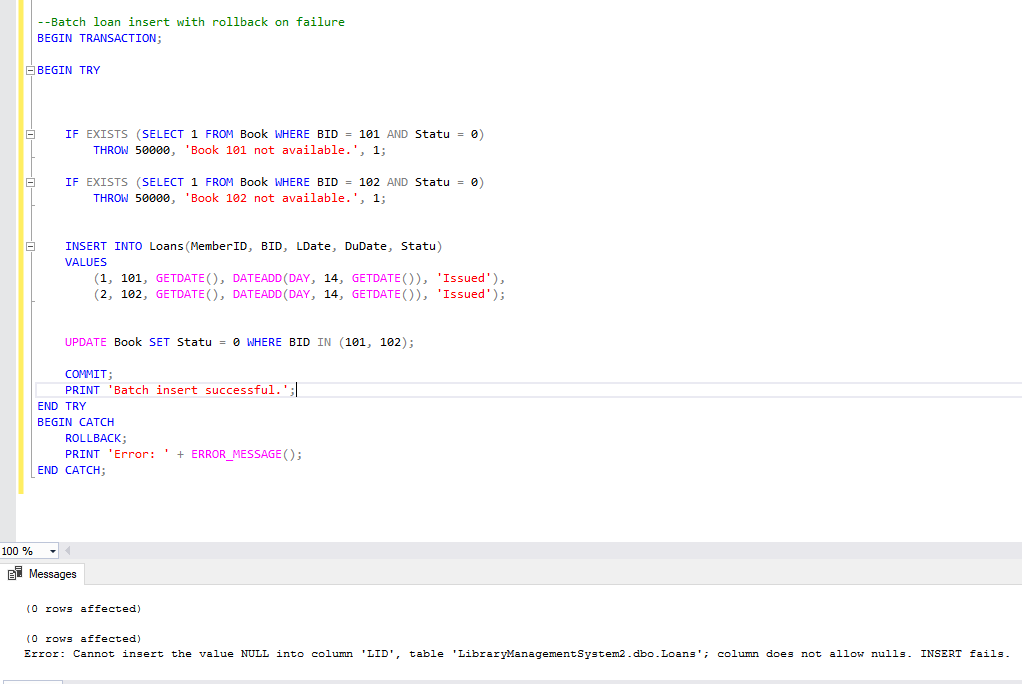 --Batch loan insert with rollback on failure
BEGIN TRANSACTION;
BEGIN TRY
IF EXISTS (SELECT 1 FROM Book WHERE BID = 101 AND Statu = 0)
THROW 50000, 'Book 101 not available.', 1;
IF EXISTS (SELECT 1 FROM Book WHERE BID = 102 AND Statu = 0)
THROW 50000, 'Book 102 not available.', 1;
INSERT INTO Loans(MemberID, BID, LDate, DuDate, Statu)
VALUES
(1, 101, GETDATE(), DATEADD(DAY, 14, GETDATE()), 'Issued'),
(2, 102, GETDATE(), DATEADD(DAY, 14, GETDATE()), 'Issued');
UPDATE Book SET Statu = 0 WHERE BID IN (101, 102);
COMMIT;
PRINT 'Batch insert successful.';
END TRY
BEGIN CATCH
ROLLBACK;
PRINT 'Error: ' + ERROR_MESSAGE();
END CATCH;
100 %
Messages
(0 rows affected)
(0 rows affected)
Error: Cannot insert the value NULL into column 'LID', table 'LibraryManagementSystem2.dbo.Loans'; column does not allow nulls. INSERT fails.